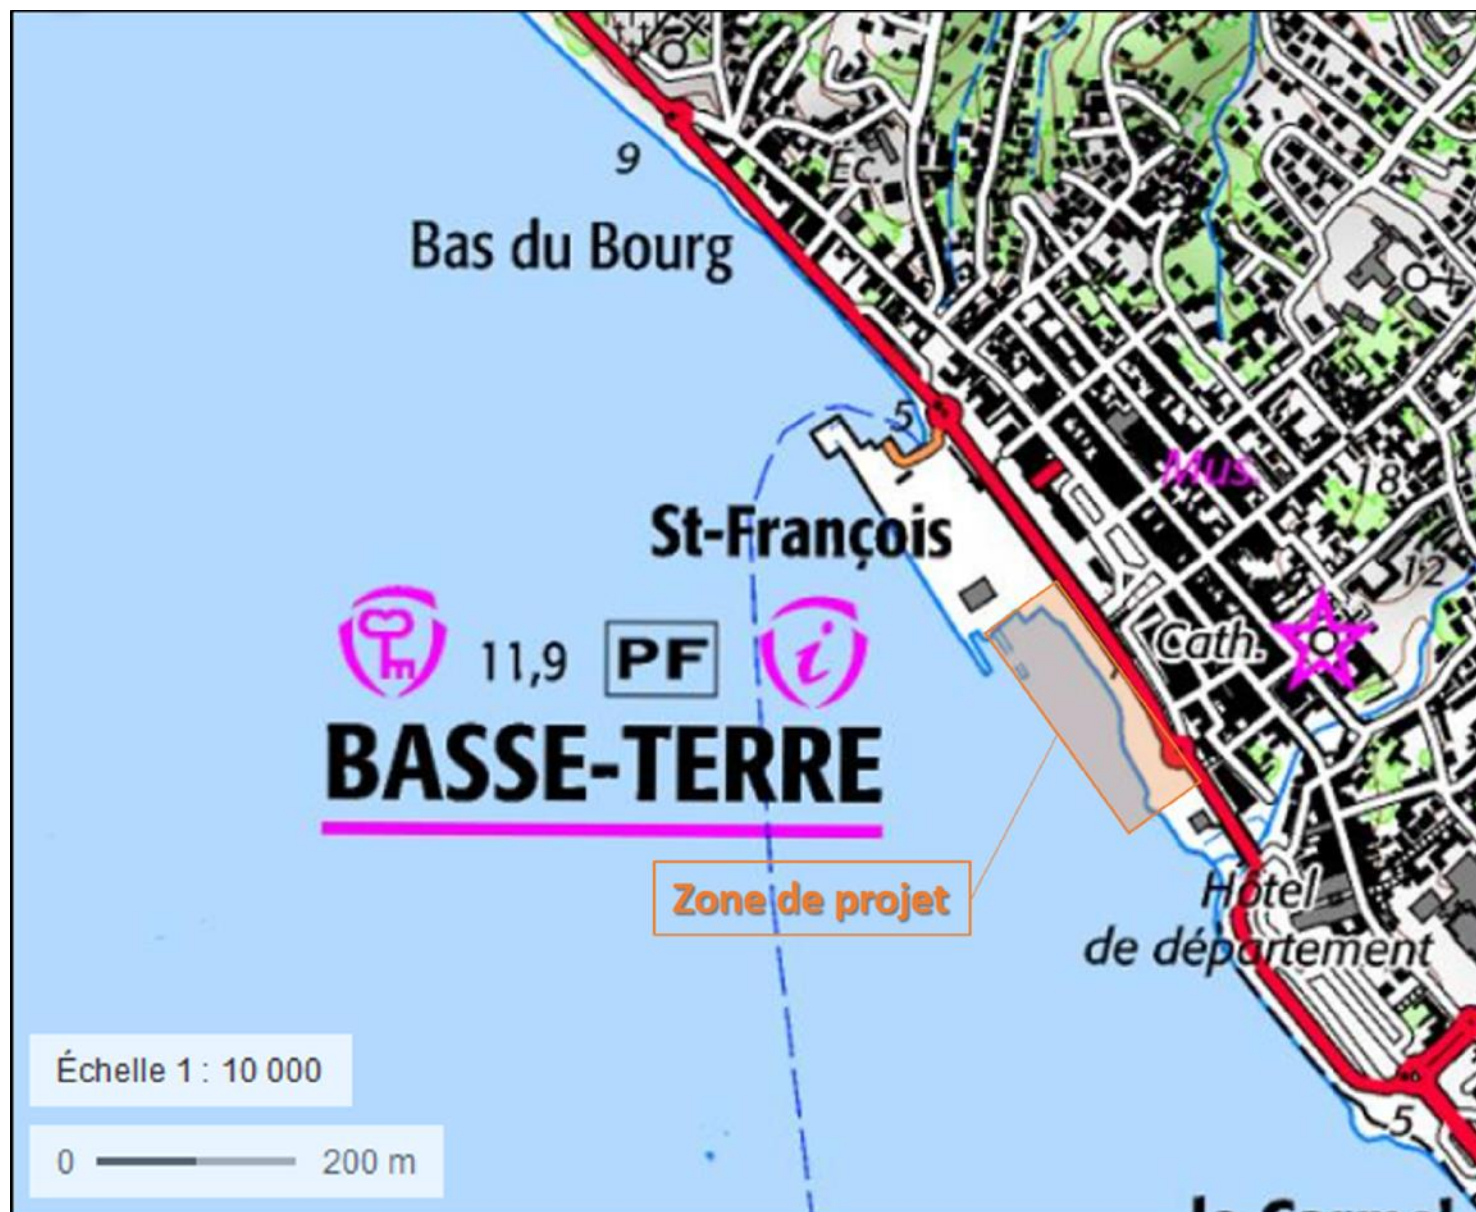 9
Éc.
Bas du Bourg
5
Mus.
18
St-François
12
Cath.
11,9
PF
i
BASSE-TERRE
Zone de projet
Hôtel
de département
Échelle 1 : 10 000
0 200 m
5